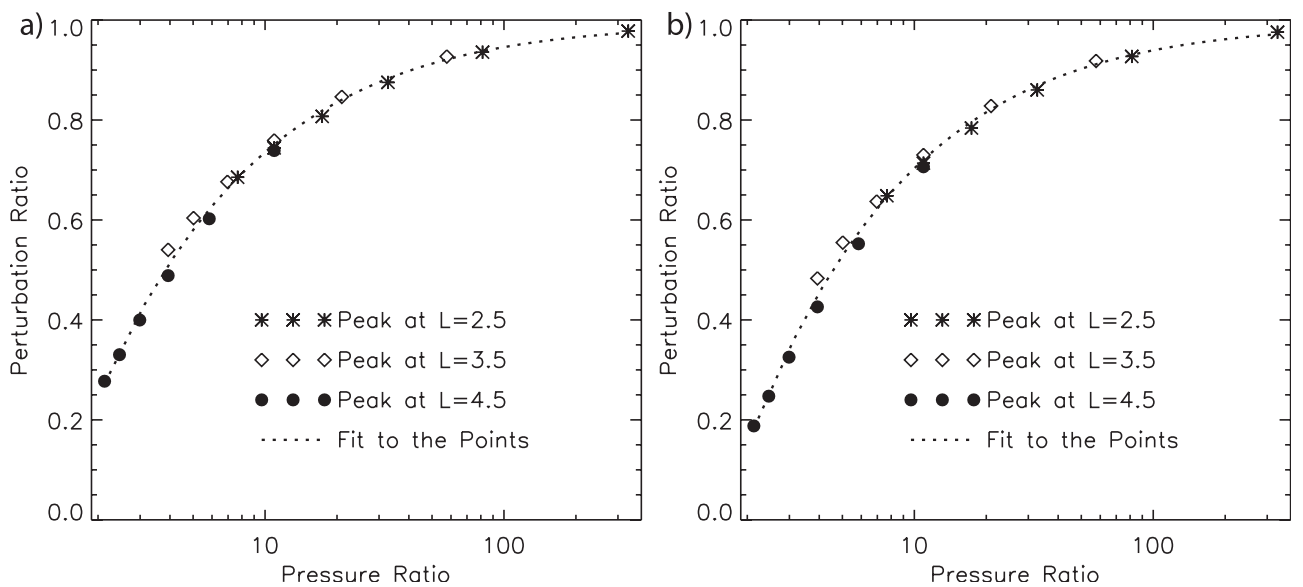 a)
1.0
0.8
0.6
0.4
0.2
0.0
Perturbation Ratio
Peak at L=2.5
Peak at L=3.5
Peak at L=4.5
Fit to the Points
10
100
Pressure Ratio
b)
1.0
0.8
0.6
0.4
0.2
0.0
Perturbation Ratio
Peak at L=2.5
Peak at L=3.5
Peak at L=4.5
Fit to the Points
10
100
Pressure Ratio